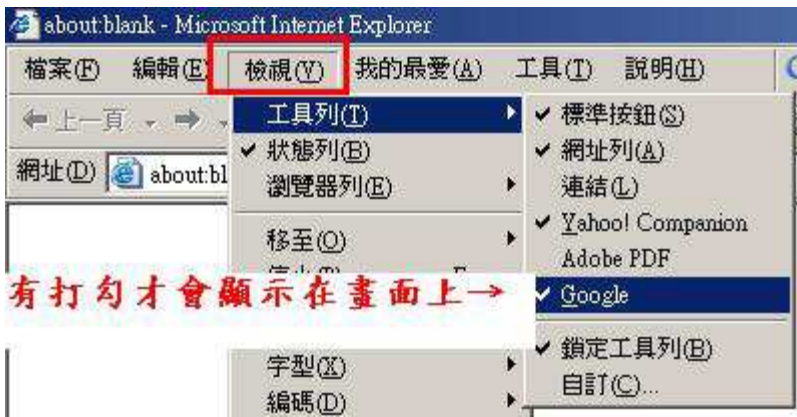 about:blank - Microsoft Internet Explorer
檔案(F) 編輯(E) 檢視(V) 我的最愛(A) 工具(T) 說明(H)
上一頁
網址(D) about:bl
工具列(T)
狀態列(B)
瀏覽器列(E)
移至(O)
有打勾才會顯示在畫面上→
字型(X)
編碼(D)
標準按鈕(S)
網址列(A)
連結(L)
Yahoo! Companion
Adobe PDF
Google
鎖定工具列(B)
自訂(C)...